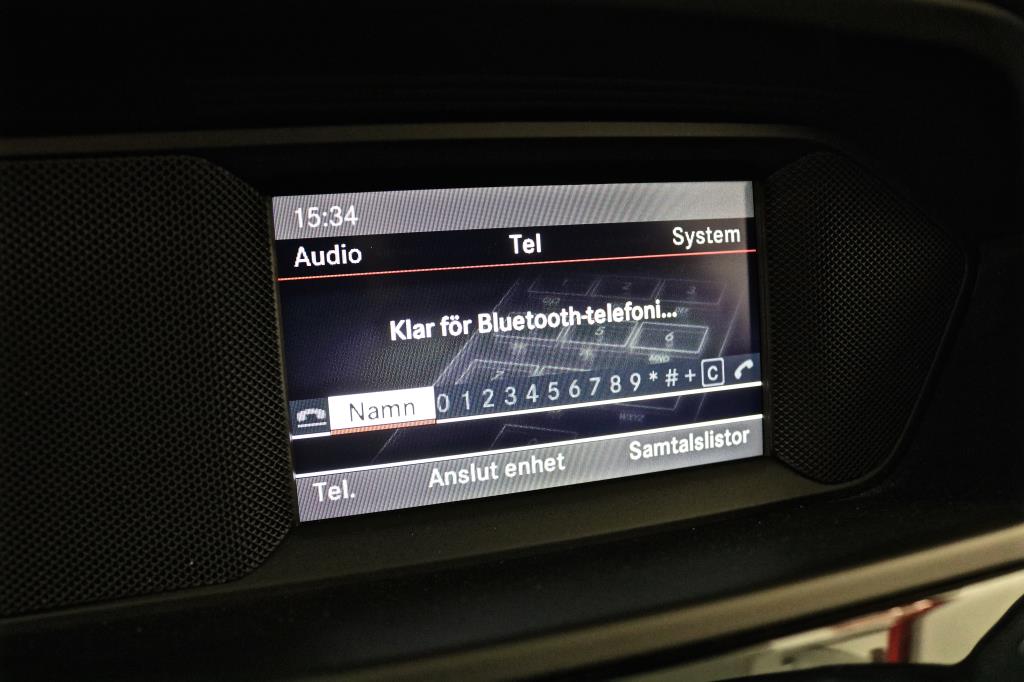 15:34
Audio Tel System
Klar för Bluetooth-telefoni...
Namn 0 1 2 3 4 5 6 7 8 9 * # + C
Tel. Anslut enhet Samtalslistor